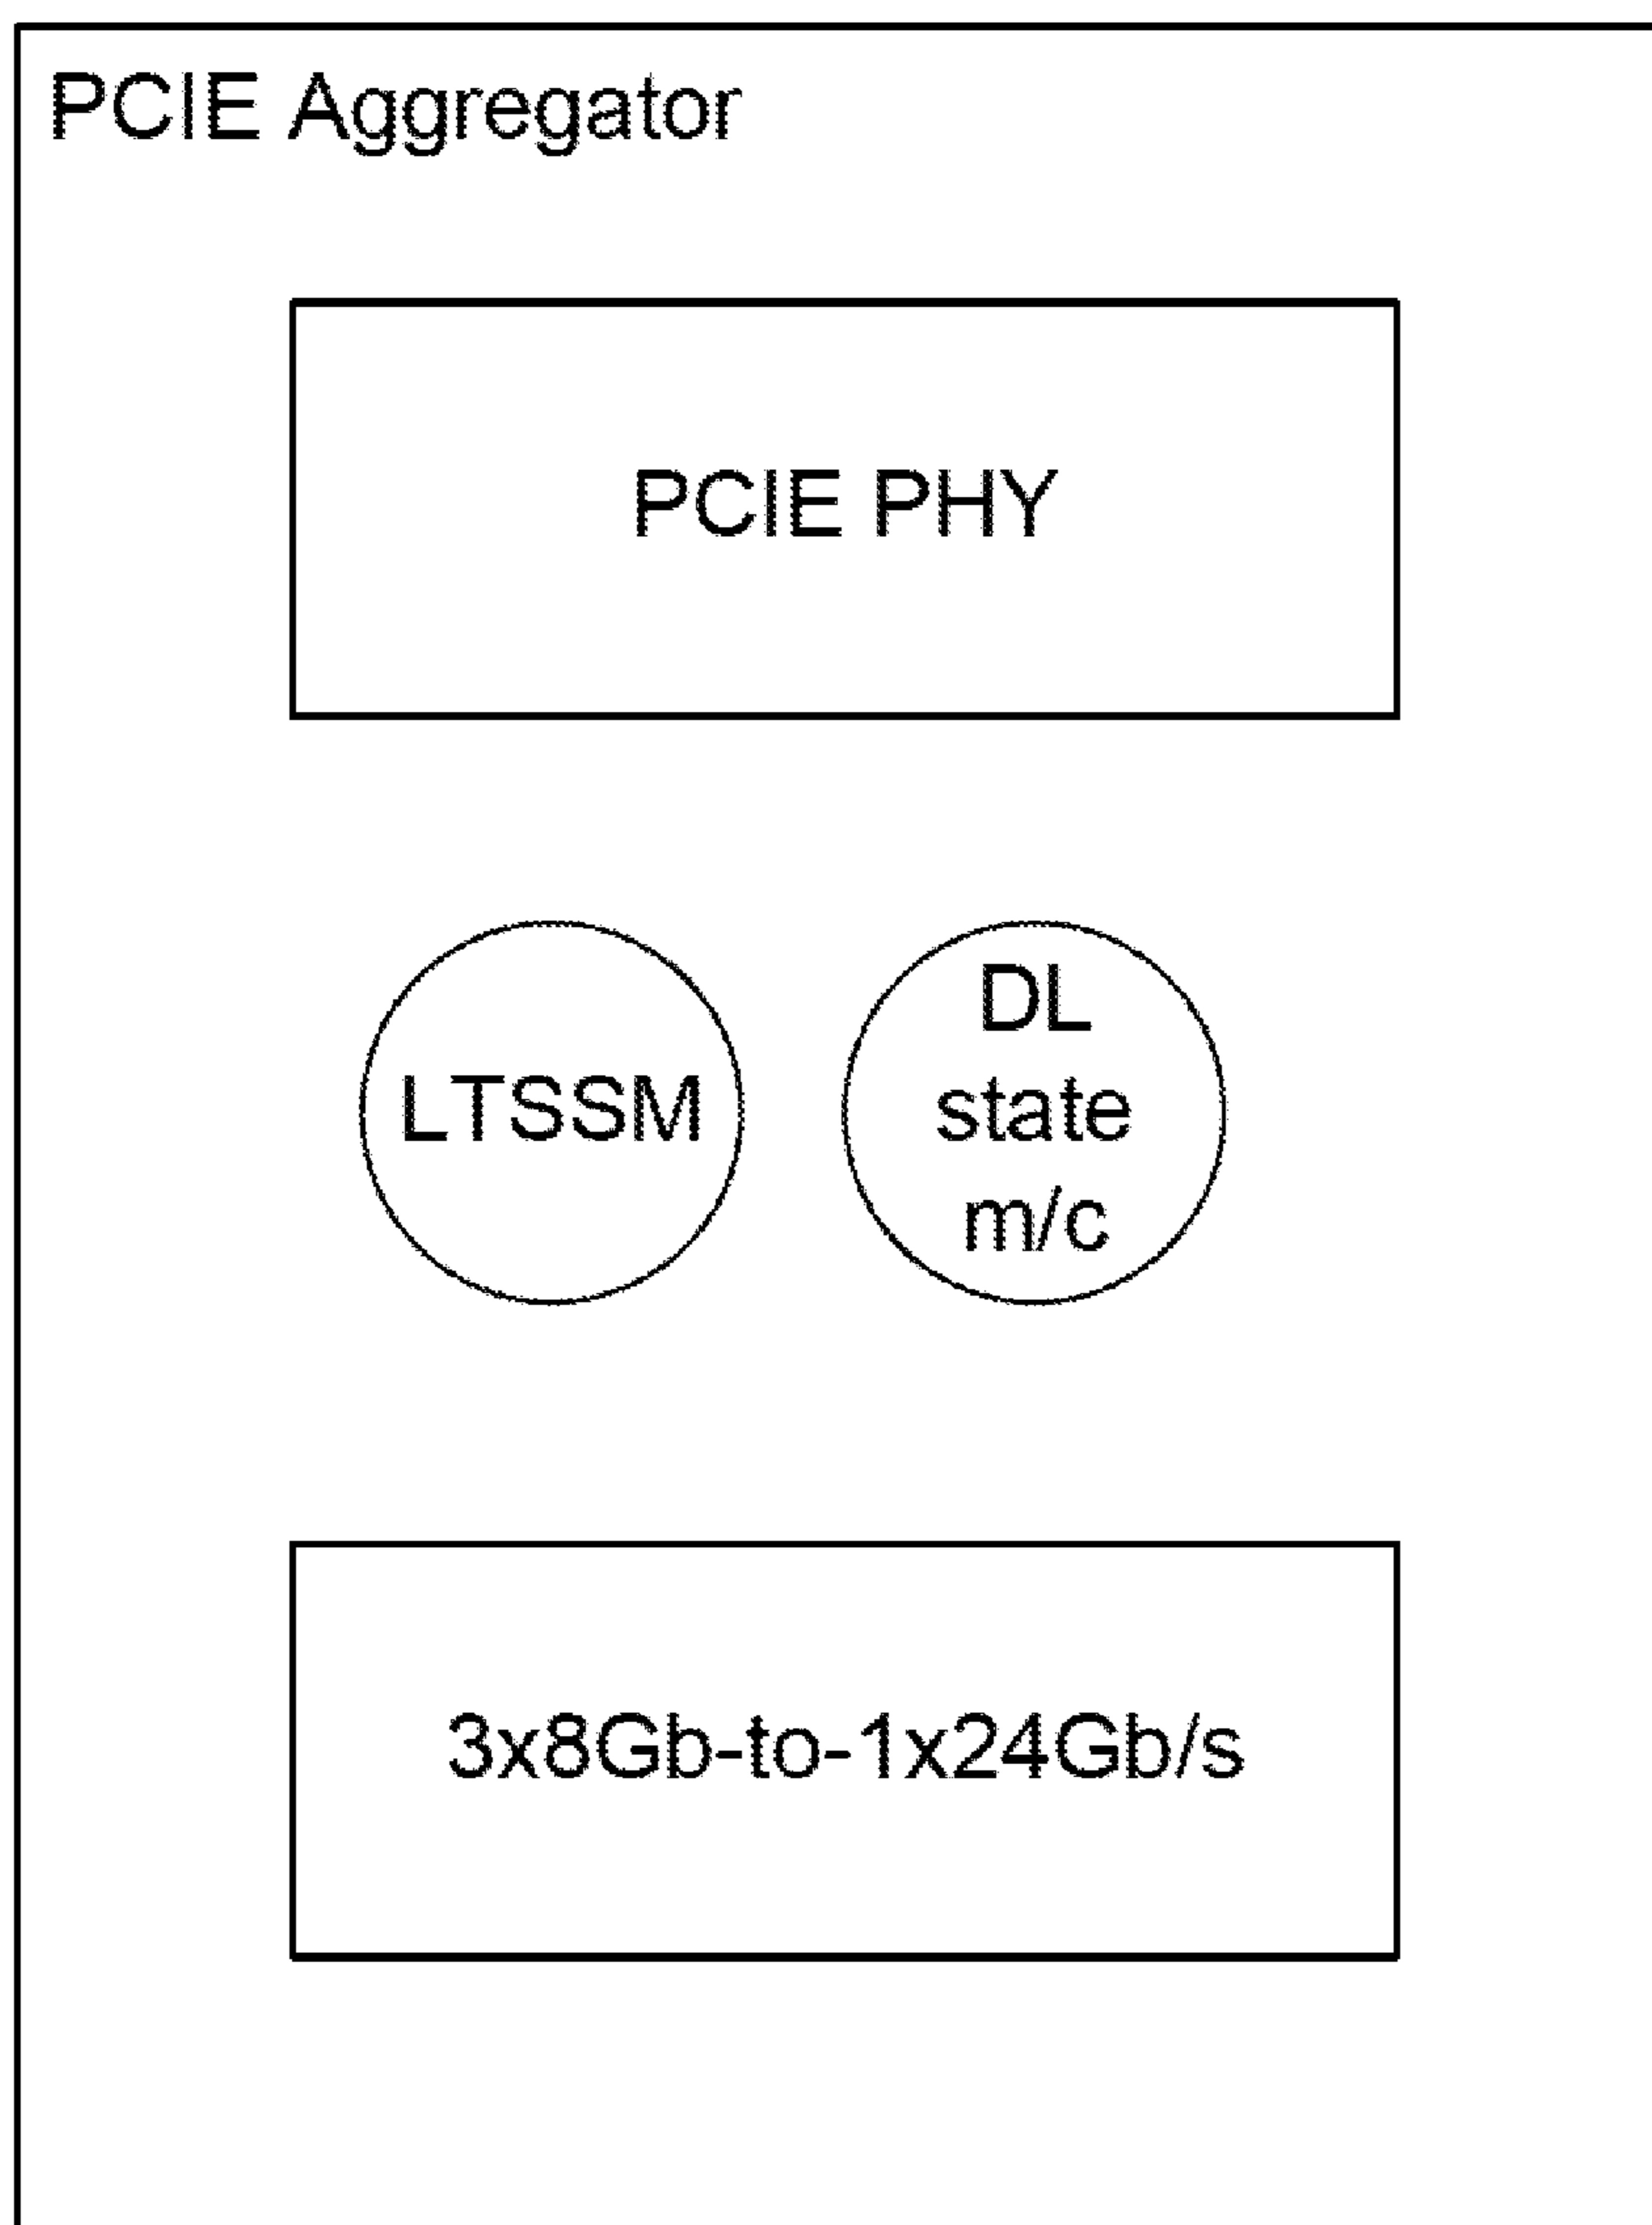 PCIE Aggregator
PCIE PHY
LTSSM
DL
state
m/c
3x8Gb-to-1x24Gb/s